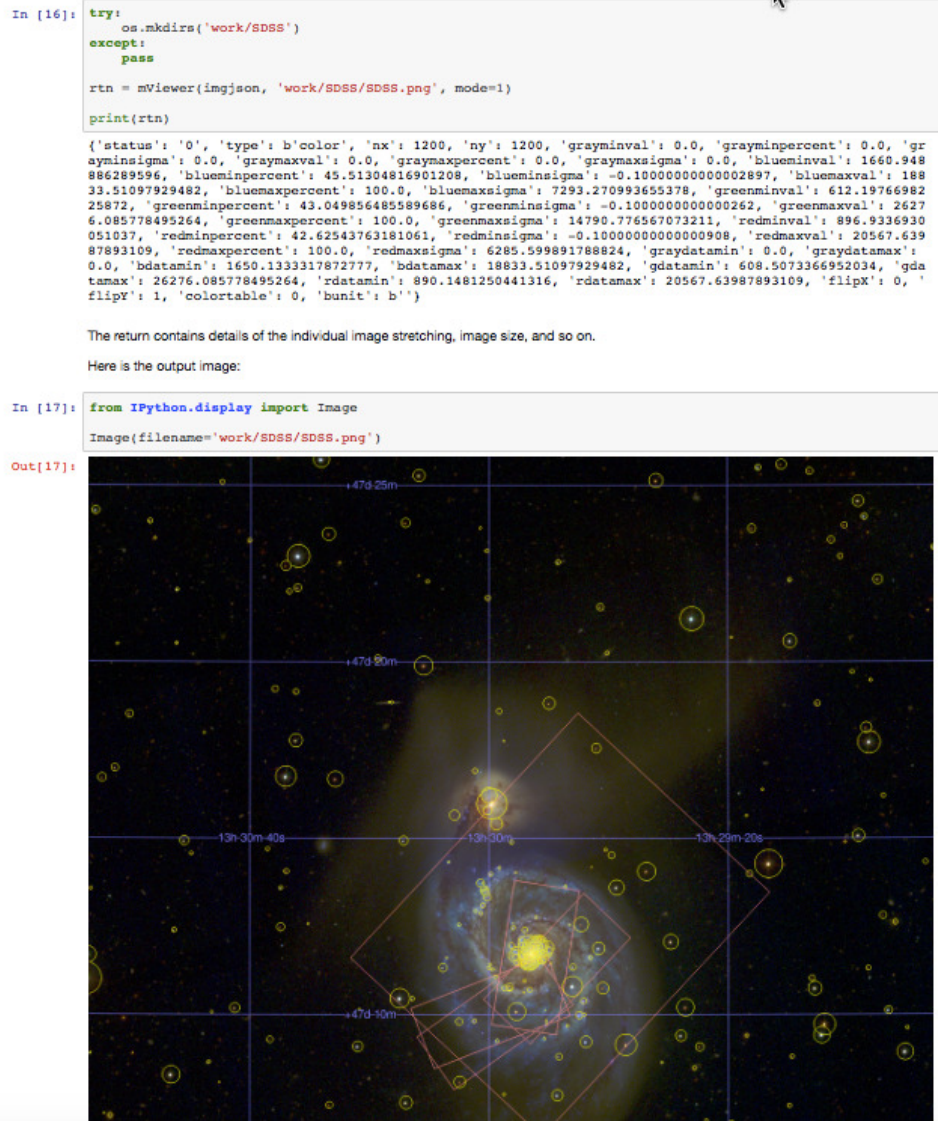 In [16]: try:
os.mkdirs('work/SDSS')
except:
pass
rtn = mViewer(imgjson, 'work/SDSS/SDSS.png', mode=1)
print(rtn)
{'status': '0', 'type': b'color', 'nx': 1200, 'ny': 1200, 'grayminval': 0.0, 'grayminpercent': 0.0, 'gr
ayminsigma': 0.0, 'graymaxval': 0.0, 'graymaxpercent': 0.0, 'graymaxsigma': 0.0, 'blueminval': 1660.948
886289596, 'blueminpercent': 45.51304816901208, 'blueminsigma': -0.10000000000002897, 'bluemaxval': 188
33.51097929482, 'bluemaxpercent': 100.0, 'bluemaxsigma': 7293.270993655378, 'greenminval': 612.19766982
25872, 'greenminpercent': 43.049856485589686, 'greenminsigma': -0.1000000000000262, 'greenmaxval': 2627
6.085778495264, 'greenmaxpercent': 100.0, 'greenmaxsigma': 14790.776567073211, 'redminval': 896.9336930
051037, 'redminpercent': 42.62543763181061, 'redminsigma': -0.10000000000000908, 'redmaxval': 20567.639
87893109, 'redmaxpercent': 100.0, 'redmaxsigma': 6285.599891788824, 'graydatamin': 0.0, 'graydatamax':
0.0, 'bdatamin': 1650.1333317872777, 'bdatamax': 18833.51097929482, 'gdatamin': 608.5073366952034, 'gda
tamax': 26276.085778495264, 'rdatamin': 890.1481250441316, 'rdatamax': 20567.63987893109, 'flipX': 0, '
flipY': 1, 'colortable': 0, 'bunit': b''}
The return contains details of the individual image stretching, image size, and so on.
Here is the output image:
In [17]: from IPython.display import Image
Image(filename='work/SDSS/SDSS.png')
Out[17]:
+47d 25m
+47d 20m
13h 30m 40s 13h 30m 13h 29m 20s
+47d 10m